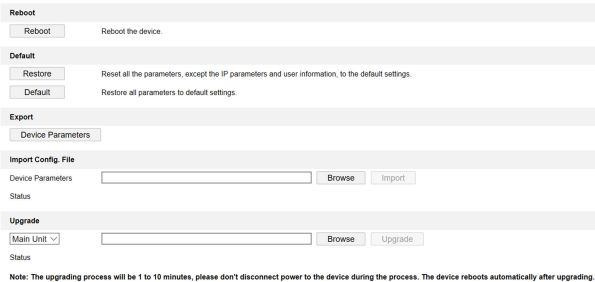 Reboot
Reboot Reboot the device.
Default
Restore Reset all the parameters, except the IP parameters and user information, to the default settings.
Default Restore all parameters to default settings.
Export
Device Parameters
Import Config. File
Device Parameters Browse Import
Status
Upgrade
Main Unit Browse Upgrade
Status
Note: The upgrading process will be 1 to 10 minutes, please don't disconnect power to the device during the process. The device reboots automatically after upgrading.